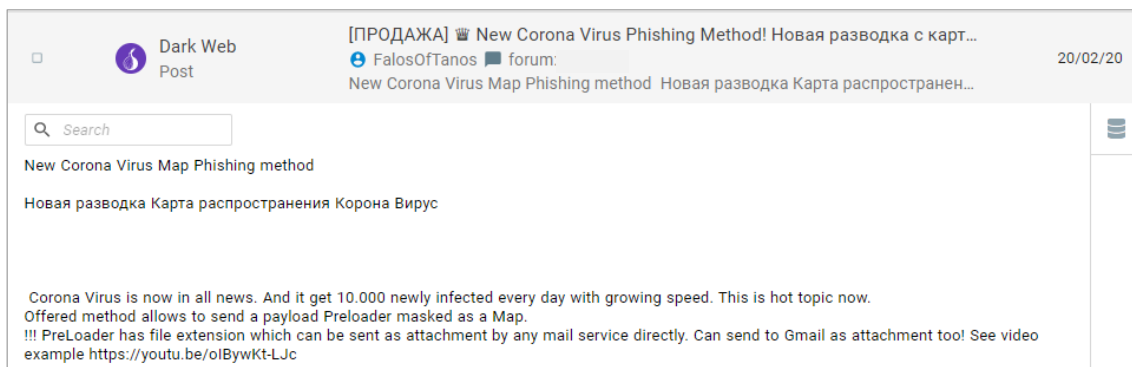 Dark Web
Post
[ПРОДАЖА] ♛ New Corona Virus Phishing Method! Новая разводка с карт...
FalosOfTanos forum:
New Corona Virus Map Phishing method Новая разводка Карта распространен...
20/02/20
Search
New Corona Virus Map Phishing method
Новая разводка Карта распространения Корона Вирус
Corona Virus is now in all news. And it get 10.000 newly infected every day with growing speed. This is hot topic now.
Offered method allows to send a payload Preloader masked as a Map.
!!! PreLoader has file extension which can be sent as attachment by any mail service directly. Can send to Gmail as attachment too! See video
example https://youtu.be/oIBywKt-LJc